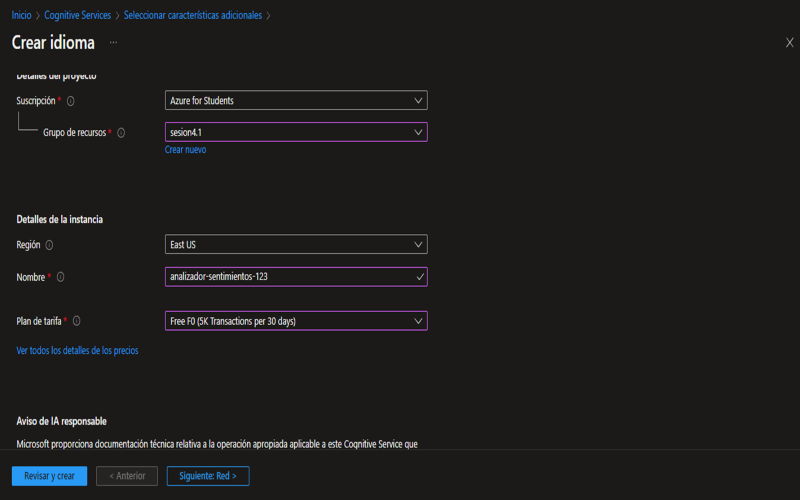 Inicio > Cognitive Services > Seleccionar características adicionales >
Crear idioma ...
Detalles del proyecto
Suscripción * Azure for Students
Grupo de recursos * sesion4.1
Crear nuevo
Detalles de la instancia
Región East US
Nombre * analizador-sentimientos-123
Plan de tarifa * Free F0 (5K Transactions per 30 days)
Ver todos los detalles de los precios
Aviso de IA responsable
Microsoft proporciona documentación técnica relativa a la operación apropiada aplicable a este Cognitive Service que
Revisar y crear < Anterior Siguiente: Red >